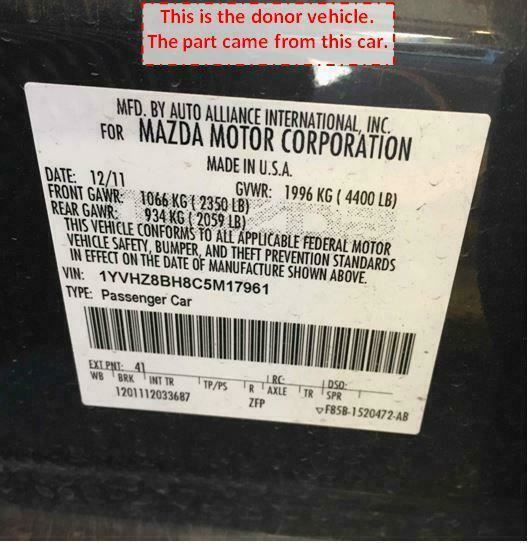 This is the donor vehicle.
The part came from this car.
MFD. BY AUTO ALLIANCE INTERNATIONAL, INC.
FOR MAZDA MOTOR CORPORATION
MADE IN U.S.A.
DATE: 12/11 GVWR: 1996 KG ( 4400 LB)
FRONT GAWR: 1066 KG ( 2350 LB)
REAR GAWR: 934 KG ( 2059 LB)
THIS VEHICLE CONFORMS TO ALL APPLICABLE FEDERAL MOTOR
VEHICLE SAFETY, BUMPER, AND THEFT PREVENTION STANDARDS
IN EFFECT ON THE DATE OF MANUFACTURE SHOWN ABOVE.
VIN: 1YVHZ8BH8C5M17961
TYPE: Passenger Car
EXT PNT: 41 RC: DSO:
WB BRK INT TR TP/PS R AXLE TR SPR
1201112033687 ZFP F85B-1520472-AB